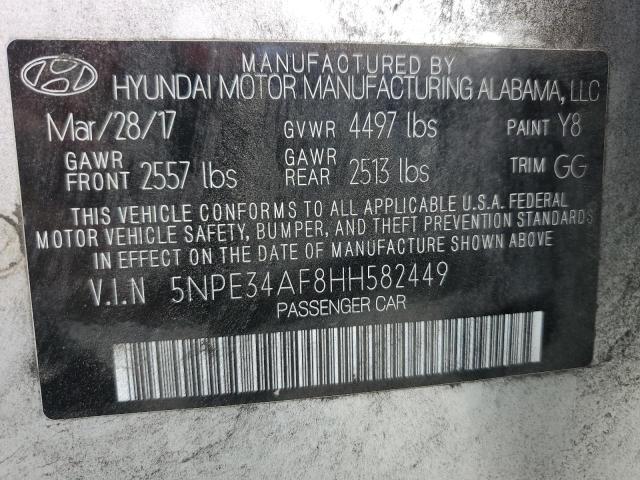 MANUFACTURED BY
HYUNDAI MOTOR MANUFACTURING ALABAMA, LLC
Mar/28/17 GVWR 4497 lbs PAINT Y8
GAWR FRONT 2557 lbs GAWR REAR 2513 lbs TRIM GG
THIS VEHICLE CONFORMS TO ALL APPLICABLE U.S.A. FEDERAL
MOTOR VEHICLE SAFETY, BUMPER, AND THEFT PREVENTION STANDARDS
IN EFFECT ON THE DATE OF MANUFACTURE SHOWN ABOVE.
V.I.N 5NPE34AF8HH582449
PASSENGER CAR